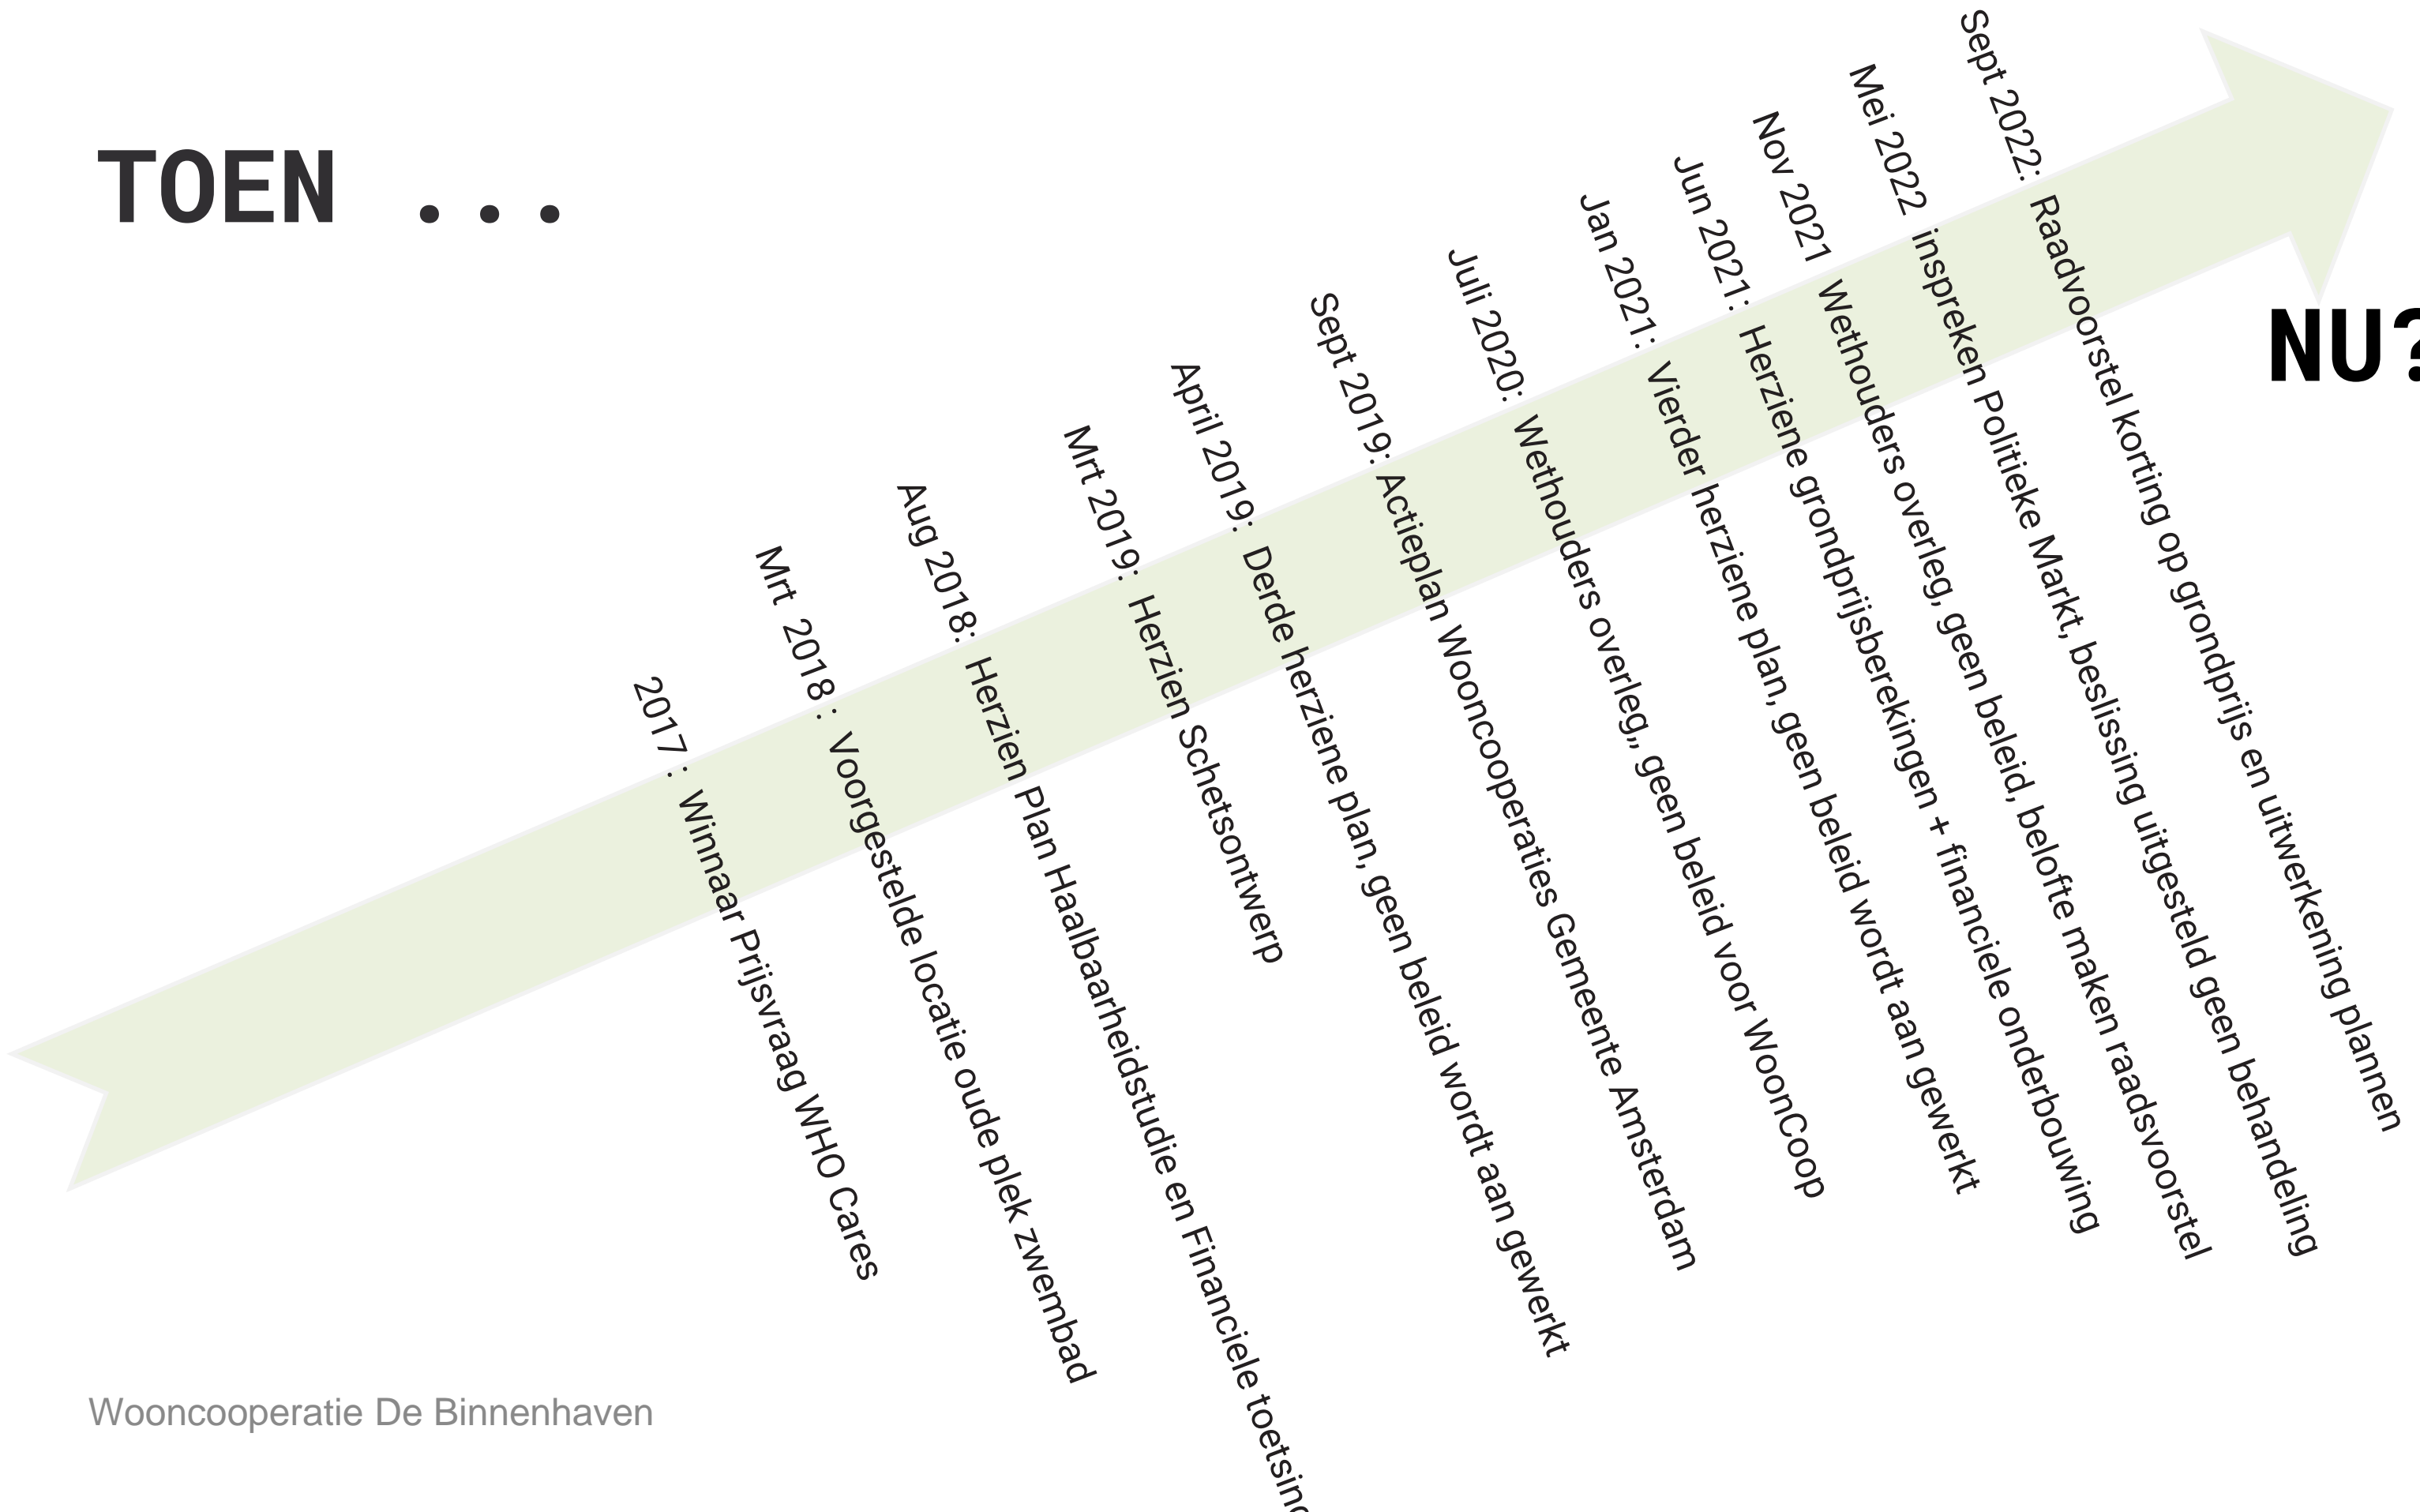 TOEN ...
2017 : Winnaar Prijsvraag WHO Cares
Mrt 2018 : Voorgestelde locatie oude plek zwembad
Aug 2018: Herzien Plan Haalbaarheidstudie en Financiele toetsing
Mrt 2019: Herzien Schetsontwerp
April 2019: Derde herziene plan, geen beleid wordt aan gewerkt
Sept 2019: Actieplan Wooncooperaties Gemeente Amsterdam
Juli 2020: Wethouders overleg,, geen beleid voor WoonCoop
Jan 2021: Vierder herziene plan, geen beleid wordt aan gewerkt
Jun 2021: Herziene grondprijsberekingen + financiele onderbouwing
Nov 2021 Wethouders overleg, geen beleid, belofte maken raadsvoorstel
Mei 2022 inspreken Politieke Markt, beslissing uitgesteld geen behandeling
Sept 2022: Raadvoorstel korting op grondprijs en uitwerkening plannen
NU?
Wooncooperatie De Binnenhaven